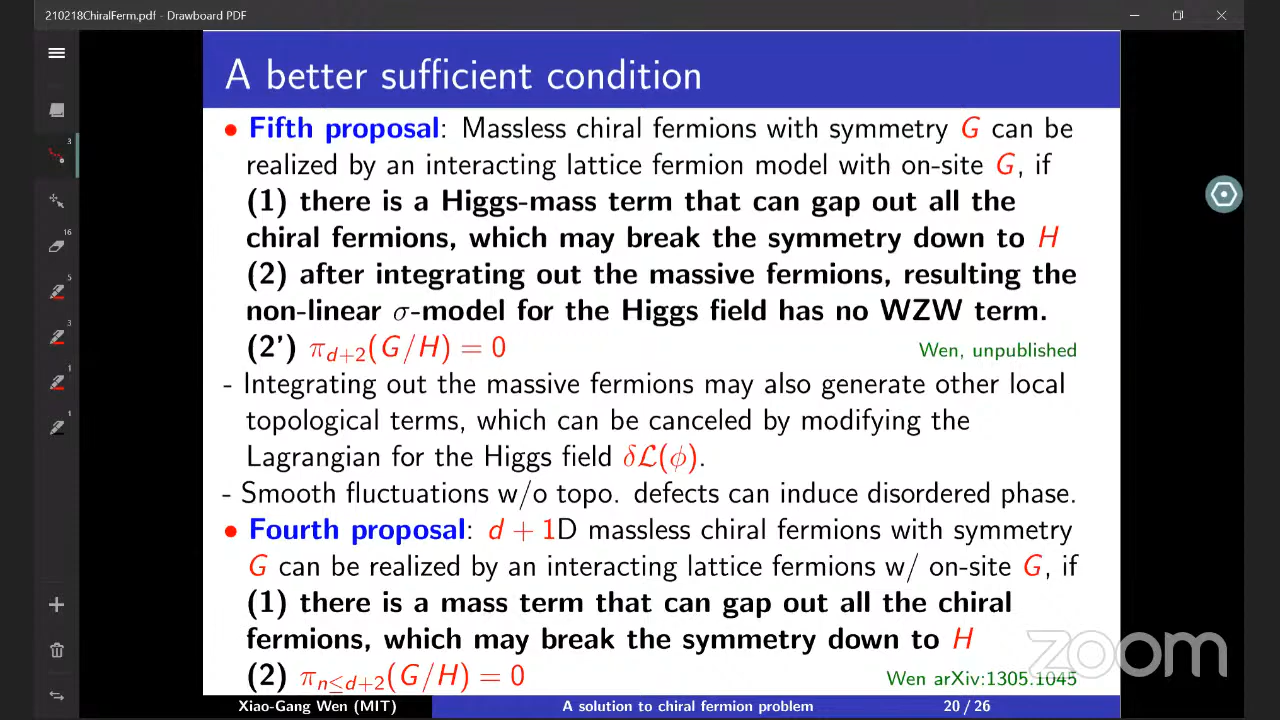 210218ChiralFerm.pdf - Drawboard PDF
A better sufficient condition
• Fifth proposal: Massless chiral fermions with symmetry G can be
realized by an interacting lattice fermion model with on-site G, if
(1) there is a Higgs-mass term that can gap out all the
chiral fermions, which may break the symmetry down to H
(2) after integrating out the massive fermions, resulting the
non-linear σ-model for the Higgs field has no WZW term.
(2') π_{d+2}(G/H) = 0 Wen, unpublished
- Integrating out the massive fermions may also generate other local
topological terms, which can be canceled by modifying the
Lagrangian for the Higgs field δℒ(ϕ).
- Smooth fluctuations w/o topo. defects can induce disordered phase.
• Fourth proposal: d + 1D massless chiral fermions with symmetry
G can be realized by an interacting lattice fermions w/ on-site G, if
(1) there is a mass term that can gap out all the chiral
fermions, which may break the symmetry down to H
(2) π_{n≤d+2}(G/H) = 0 Wen arXiv:1305.1045
Xiao-Gang Wen (MIT) A solution to chiral fermion problem 20 / 26
3
16
5
3
1
1
zoom